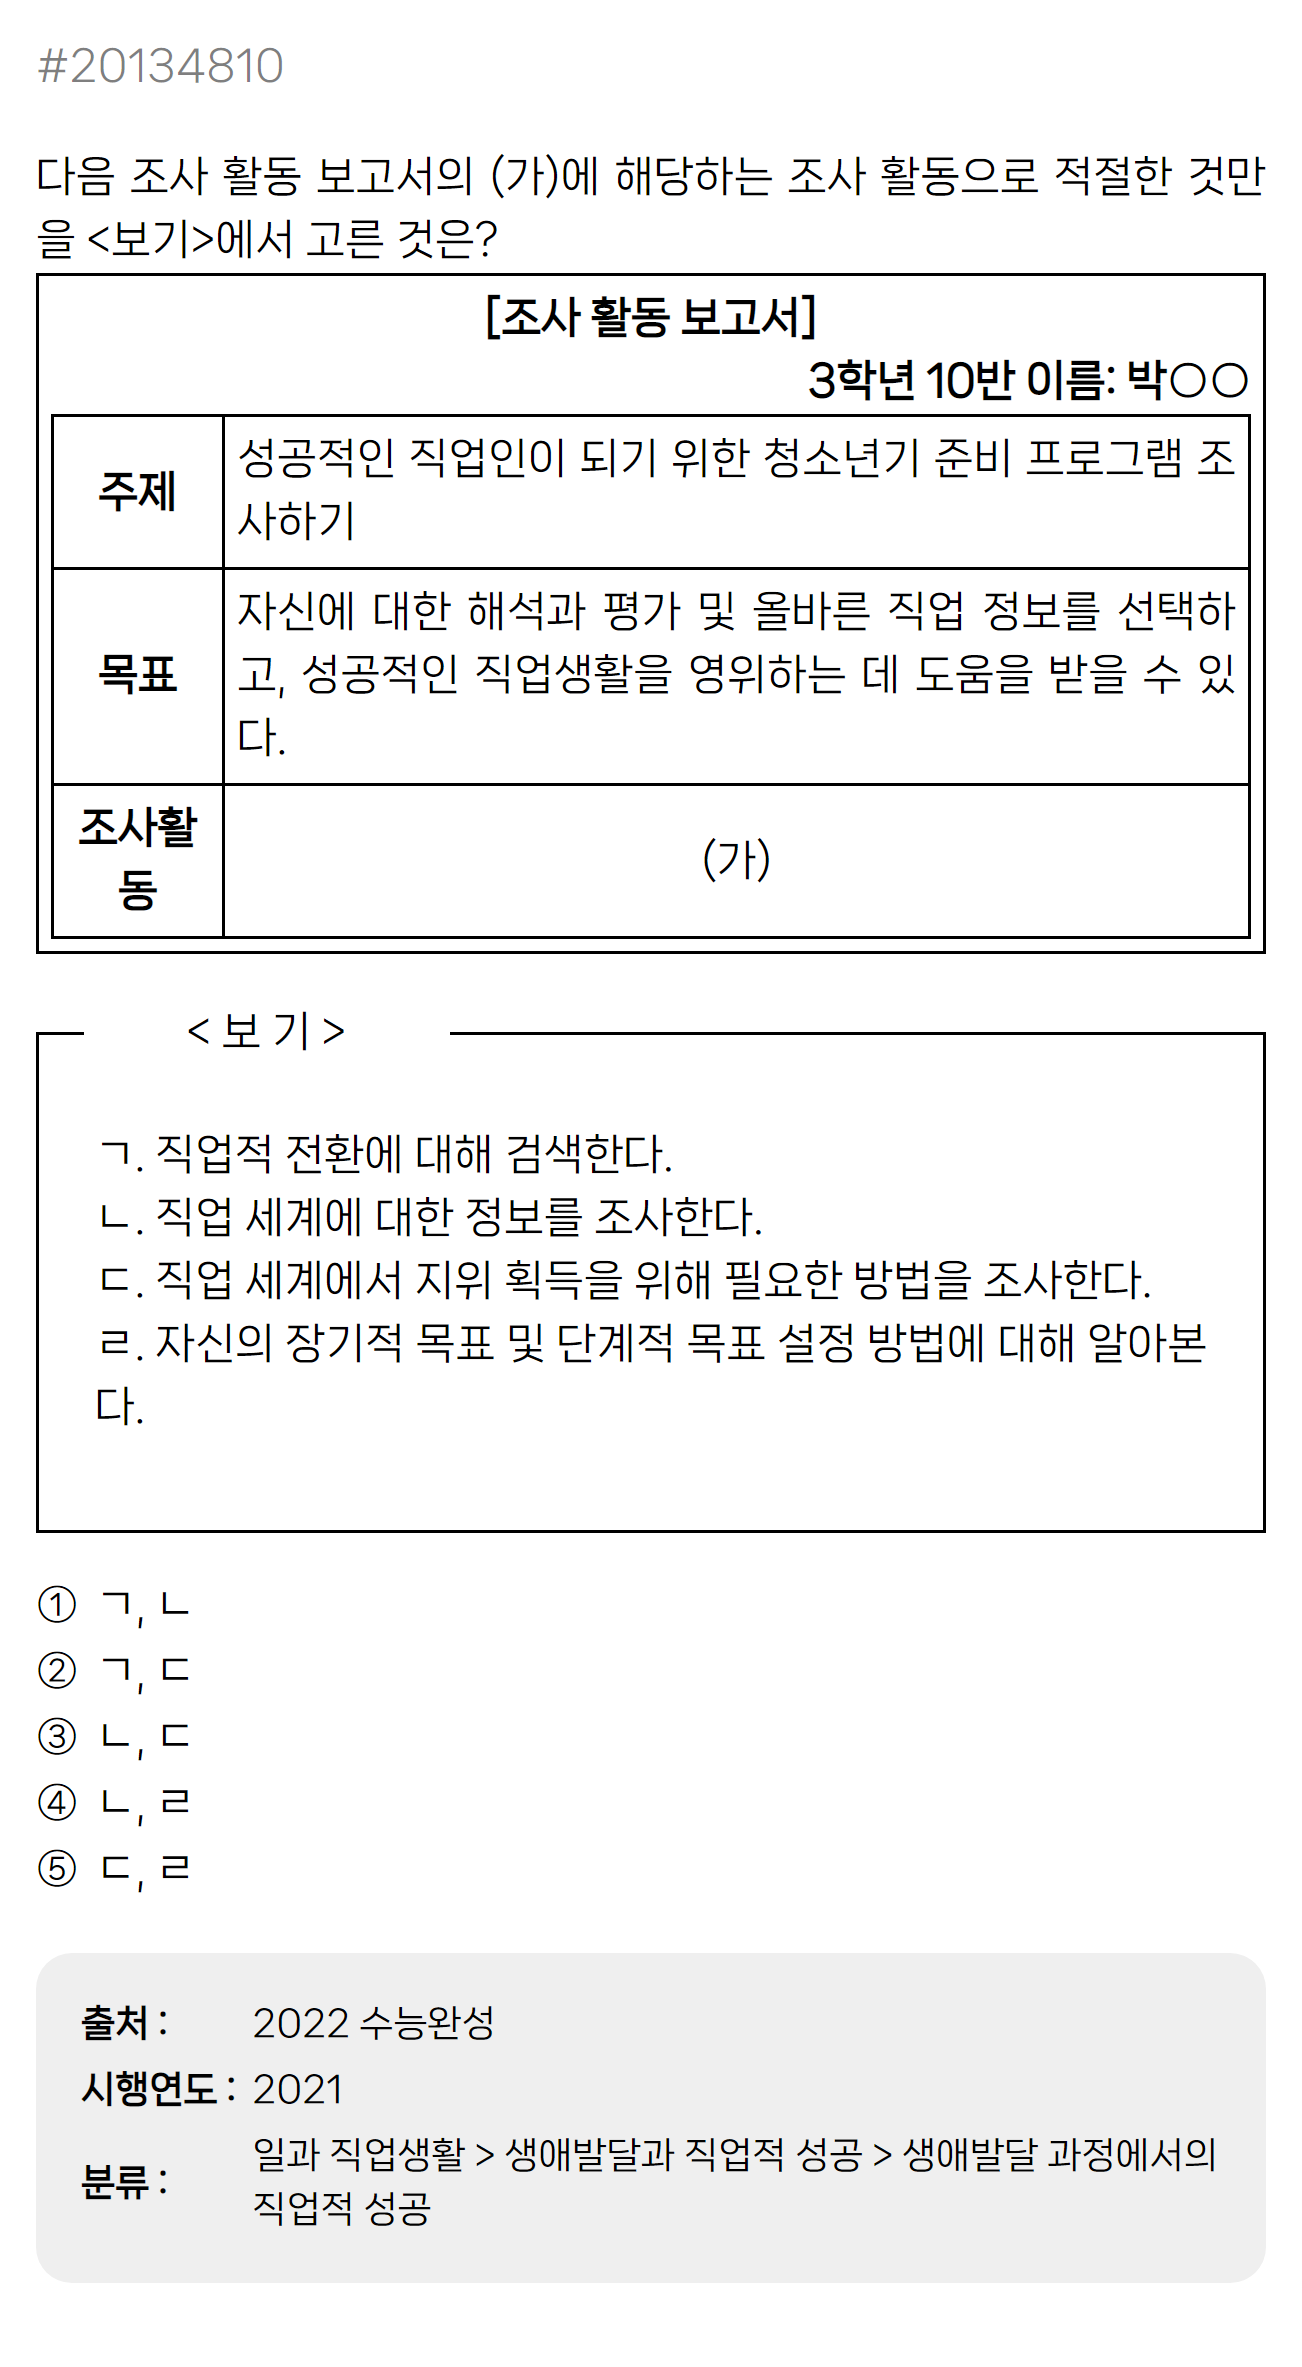 #20134810
다음 조사 활동 보고서의 (가)에 해당하는 조사 활동으로 적절한 것만
을 <보기>에서 고른 것은?
[조사 활동 보고서]
3학년 10반 이름: 박○○
주제
성공적인 직업인이 되기 위한 청소년기 준비 프로그램 조
사하기
목표
자신에 대한 해석과 평가 및 올바른 직업 정보를 선택하
고, 성공적인 직업생활을 영위하는 데 도움을 받을 수 있
다.
조사활
동
(가)
< 보 기 >
ㄱ. 직업적 전환에 대해 검색한다.
ㄴ. 직업 세계에 대한 정보를 조사한다.
ㄷ. 직업 세계에서 지위 획득을 위해 필요한 방법을 조사한다.
ㄹ. 자신의 장기적 목표 및 단계적 목표 설정 방법에 대해 알아본
다.
① ㄱ, ㄴ
② ㄱ, ㄷ
③ ㄴ, ㄷ
④ ㄴ, ㄹ
⑤ ㄷ, ㄹ
출처 : 2022 수능완성
시행연도 : 2021
분류 : 일과 직업생활 > 생애발달과 직업적 성공 > 생애발달 과정에서의
직업적 성공